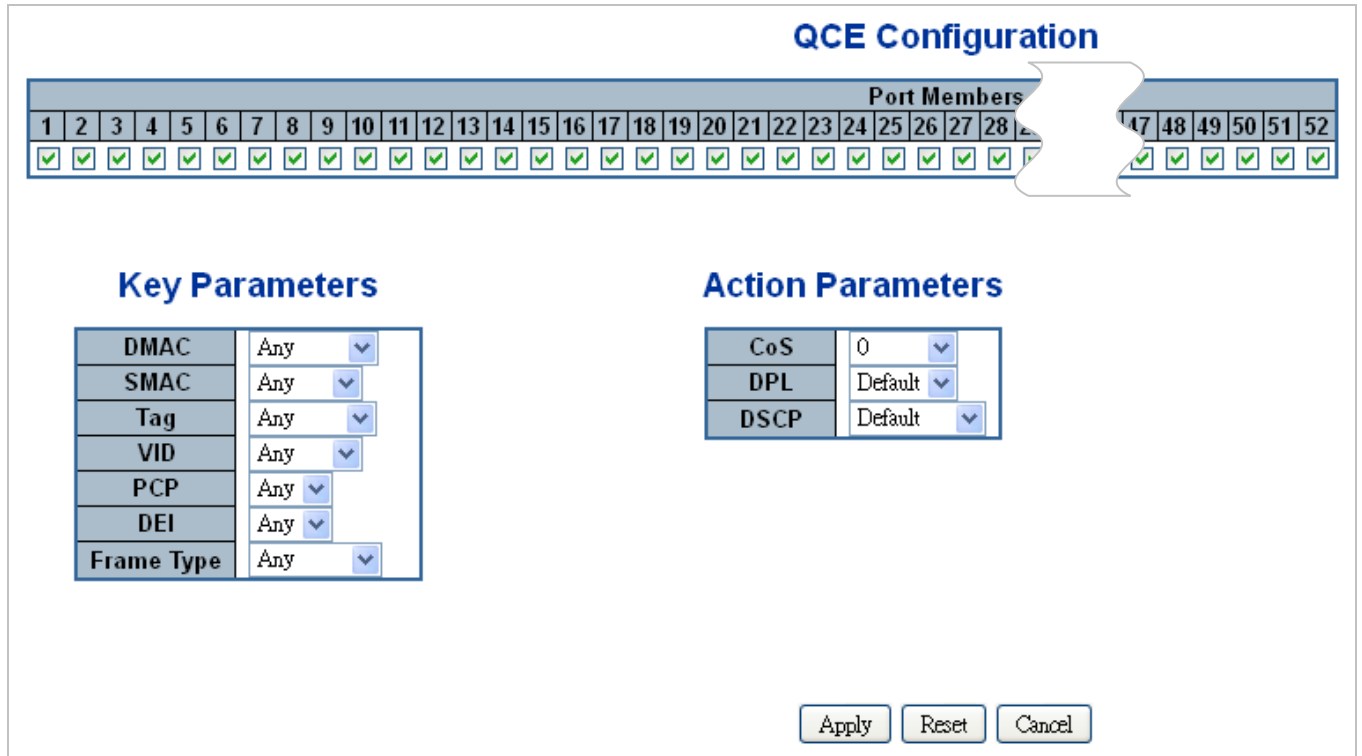 QCE Configuration
Port Members
1 2 3 4 5 6 7 8 9 10 11 12 13 14 15 16 17 18 19 20 21 22 23 24 25 26 27 28 47 48 49 50 51 52
Key Parameters
DMAC Any
SMAC Any
Tag Any
VID Any
PCP Any
DEI Any
Frame Type Any
Action Parameters
CoS 0
DPL Default
DSCP Default
Apply Reset Cancel